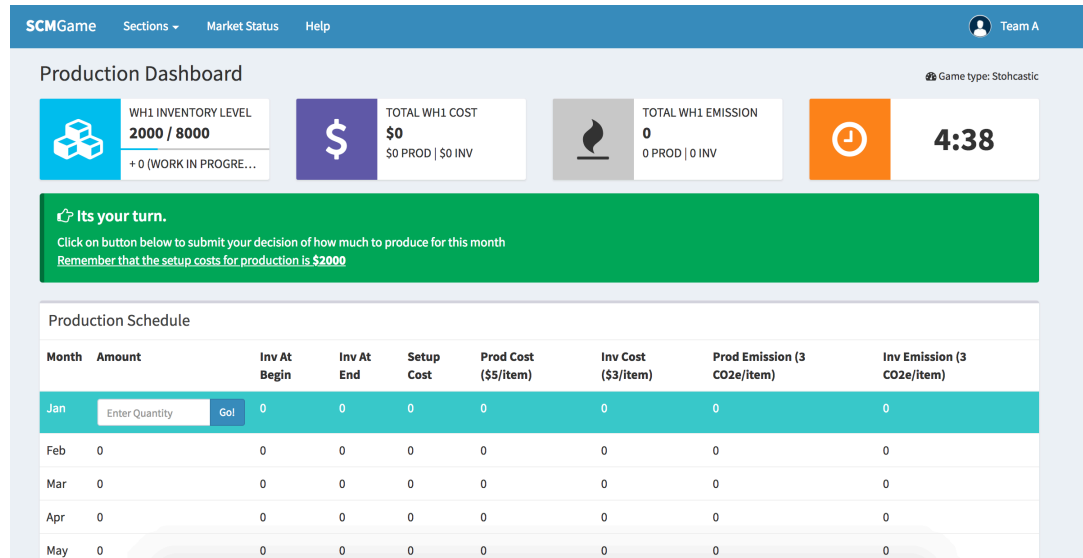 SCMGame Sections Market Status Help Team A
Production Dashboard
Game type: Stohcastic
WH1 INVENTORY LEVEL
2000 / 8000
+ 0 (WORK IN PROGRE...
TOTAL WH1 COST
$0
$0 PROD | $0 INV
TOTAL WH1 EMISSION
0
0 PROD | 0 INV
4:38
Its your turn.
Click on button below to submit your decision of how much to produce for this month
Remember that the setup costs for production is $2000
Production Schedule
Month Amount Inv At Begin Inv At End Setup Cost Prod Cost ($5/item) Inv Cost ($3/item) Prod Emission (3 CO2e/item) Inv Emission (3 CO2e/item)
Jan Enter Quantity Go! 0 0 0 0 0 0 0
Feb 0 0 0 0 0 0 0 0
Mar 0 0 0 0 0 0 0 0
Apr 0 0 0 0 0 0 0 0
May 0 0 0 0 0 0 0 0